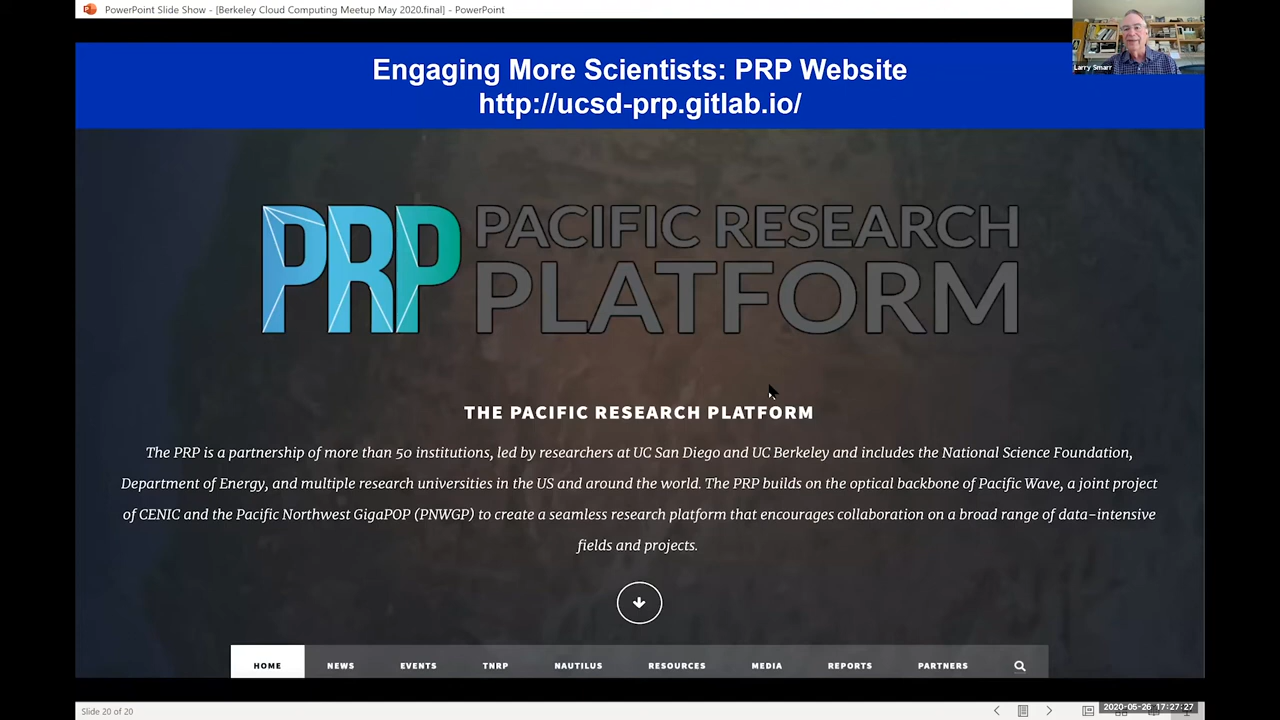 PowerPoint Slide Show - [Berkeley Cloud Computing Meetup May 2020.final] - PowerPoint
Larry Smarr
Engaging More Scientists: PRP Website
http://ucsd-prp.gitlab.io/
PRP
PACIFIC RESEARCH
PLATFORM
THE PACIFIC RESEARCH PLATFORM
The PRP is a partnership of more than 50 institutions, led by researchers at UC San Diego and UC Berkeley and includes the National Science Foundation,
Department of Energy, and multiple research universities in the US and around the world. The PRP builds on the optical backbone of Pacific Wave, a joint project
of CENIC and the Pacific Northwest GigaPOP (PNWGP) to create a seamless research platform that encourages collaboration on a broad range of data-intensive
fields and projects.
HOME NEWS EVENTS TNRP NAUTILUS RESOURCES MEDIA REPORTS PARTNERS
Slide 20 of 20
2020-05-26 17:27:27